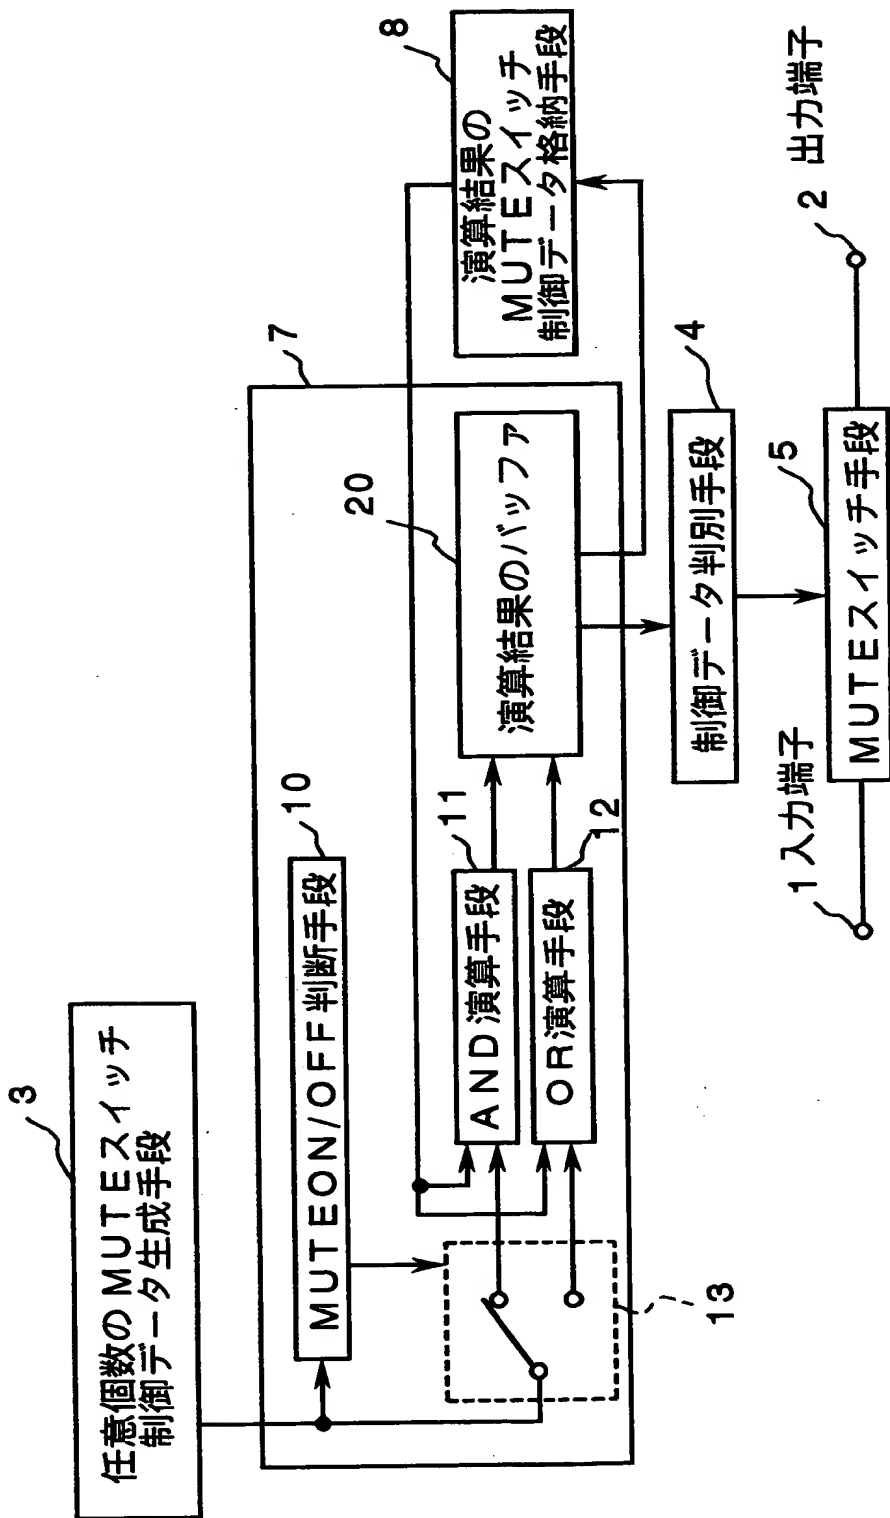 3
任意個数のMUTEスイッチ
制御データ生成手段
7
10
MUTEON/OFF判断手段
13
11
AND演算手段
12
OR演算手段
20
演算結果のバッファ
8
演算結果の
MUTEスイッチ
制御データ格納手段
4
制御データ判別手段
1 入力端子
5
MUTEスイッチ手段
2 出力端子